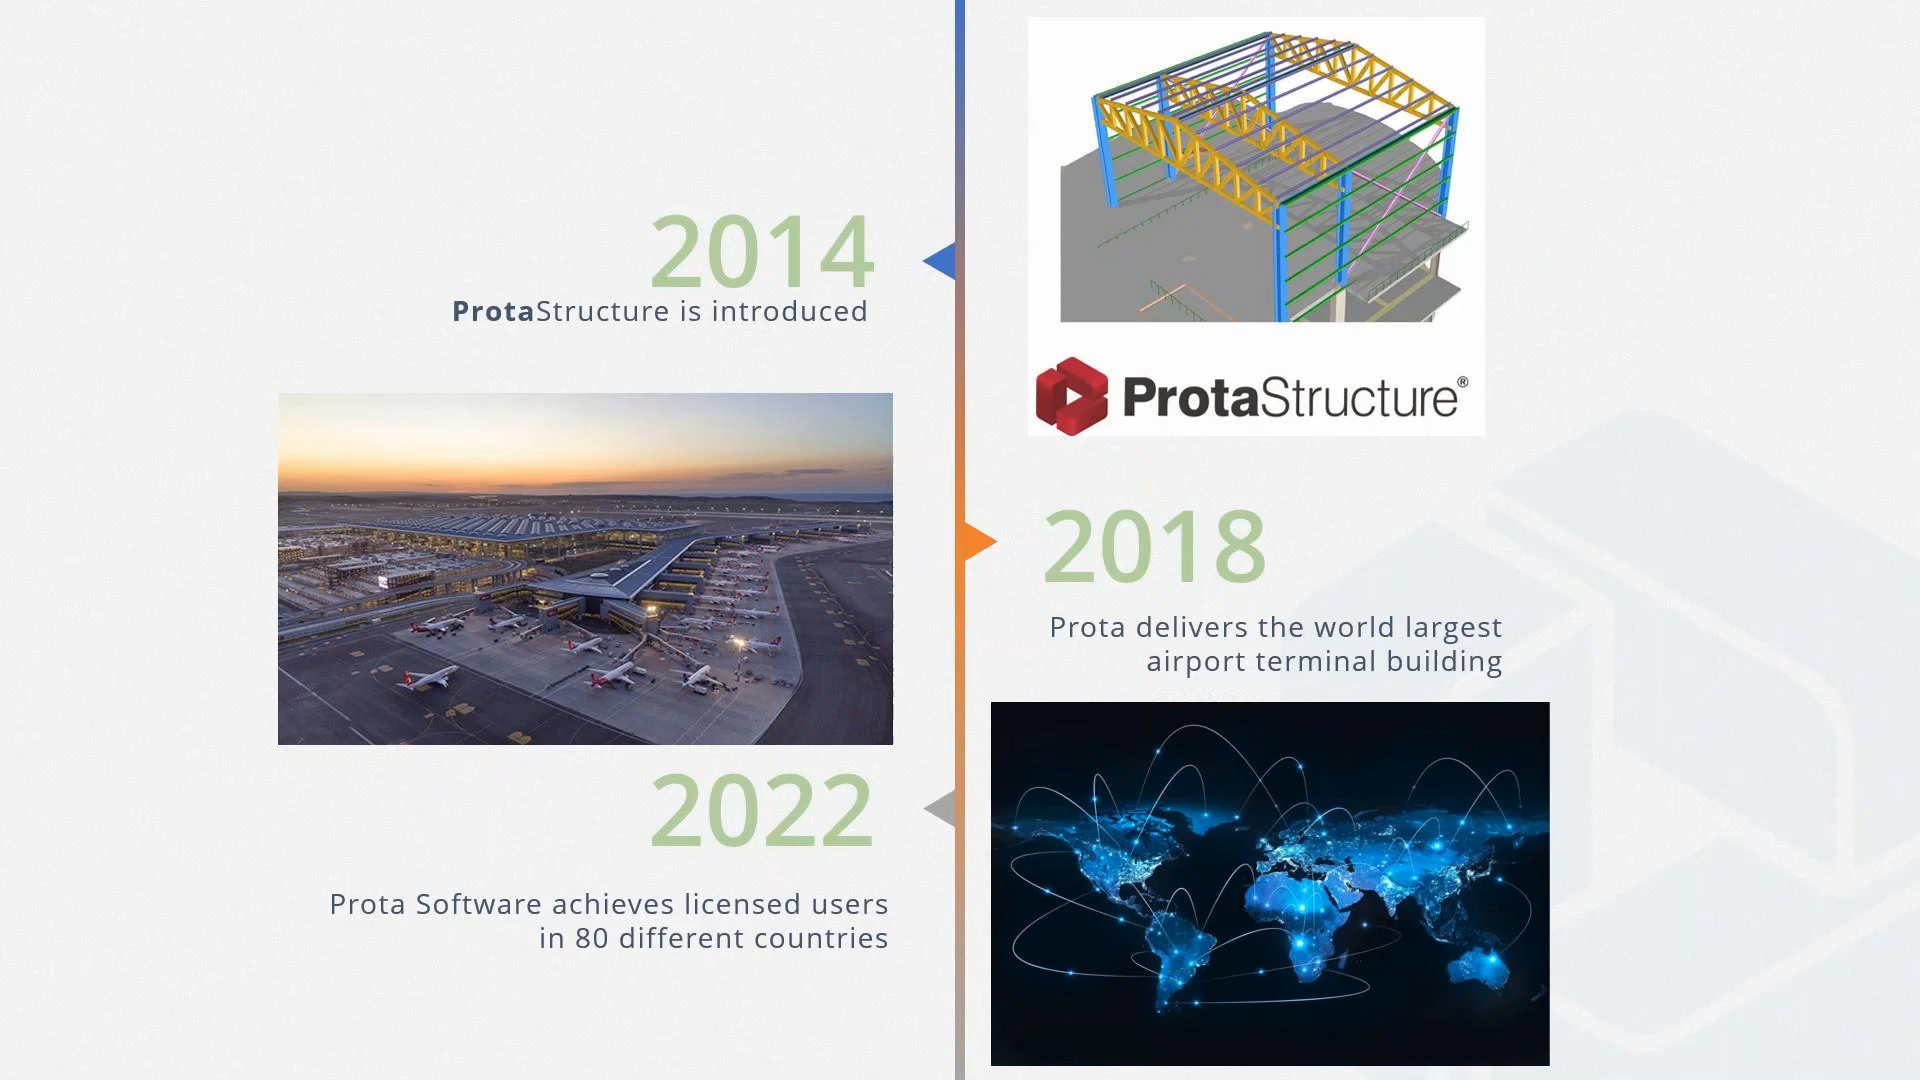 2014
ProtaStructure is introduced
ProtaStructure®
2018
Prota delivers the world largest
airport terminal building
2022
Prota Software achieves licensed users
in 80 different countries